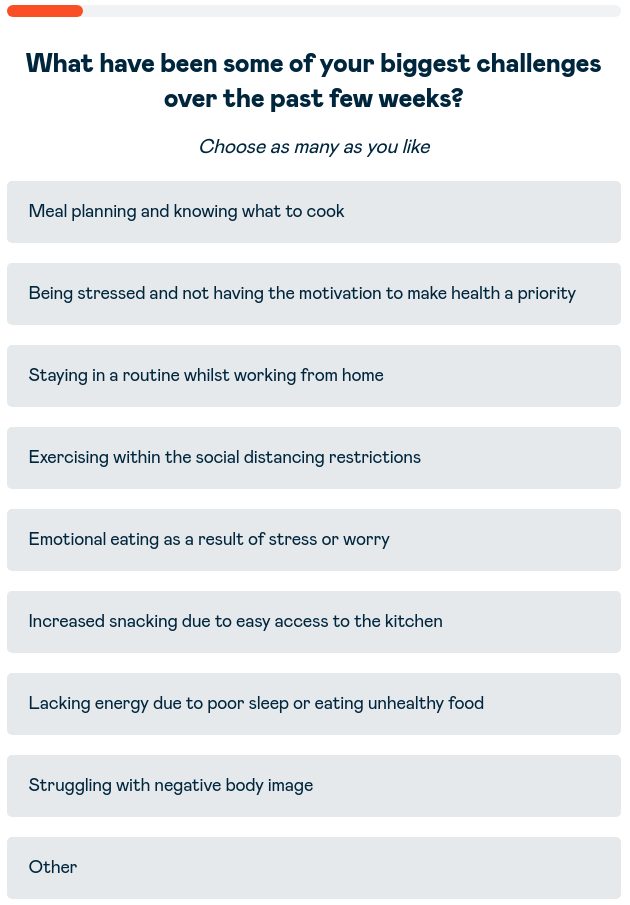 What have been some of your biggest challenges
over the past few weeks?
Choose as many as you like
Meal planning and knowing what to cook
Being stressed and not having the motivation to make health a priority
Staying in a routine whilst working from home
Exercising within the social distancing restrictions
Emotional eating as a result of stress or worry
Increased snacking due to easy access to the kitchen
Lacking energy due to poor sleep or eating unhealthy food
Struggling with negative body image
Other